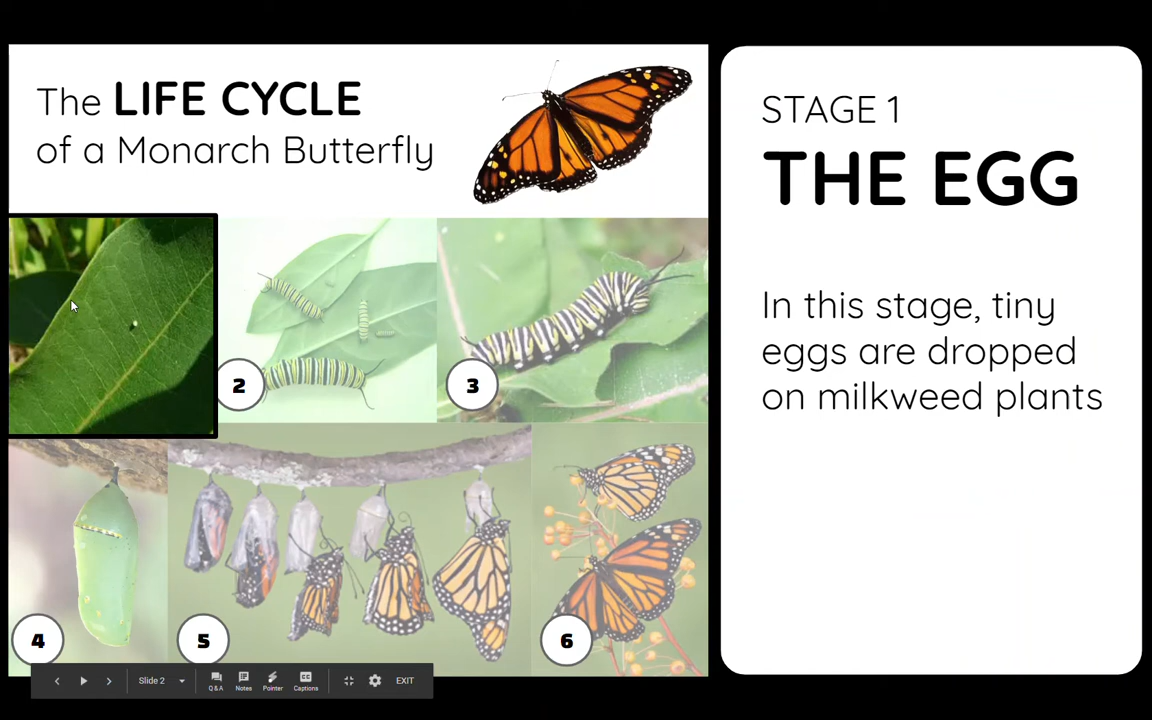 The LIFE CYCLE
of a Monarch Butterfly
STAGE 1
THE EGG
In this stage, tiny
eggs are dropped
on milkweed plants
2
3
4
5
6
Slide 2
Q&A
Notes
Pointer
CC
Captions
EXIT